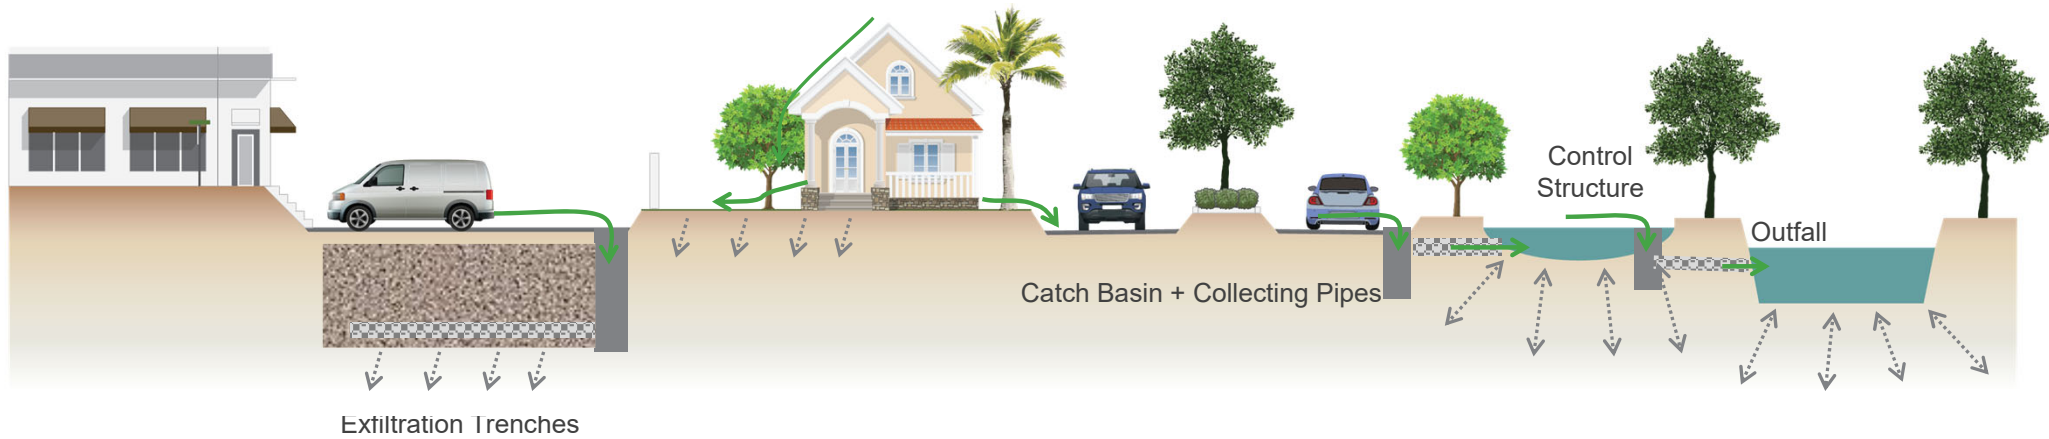 Control
Structure
Outfall
Catch Basin + Collecting Pipes
Exfiltration Trenches